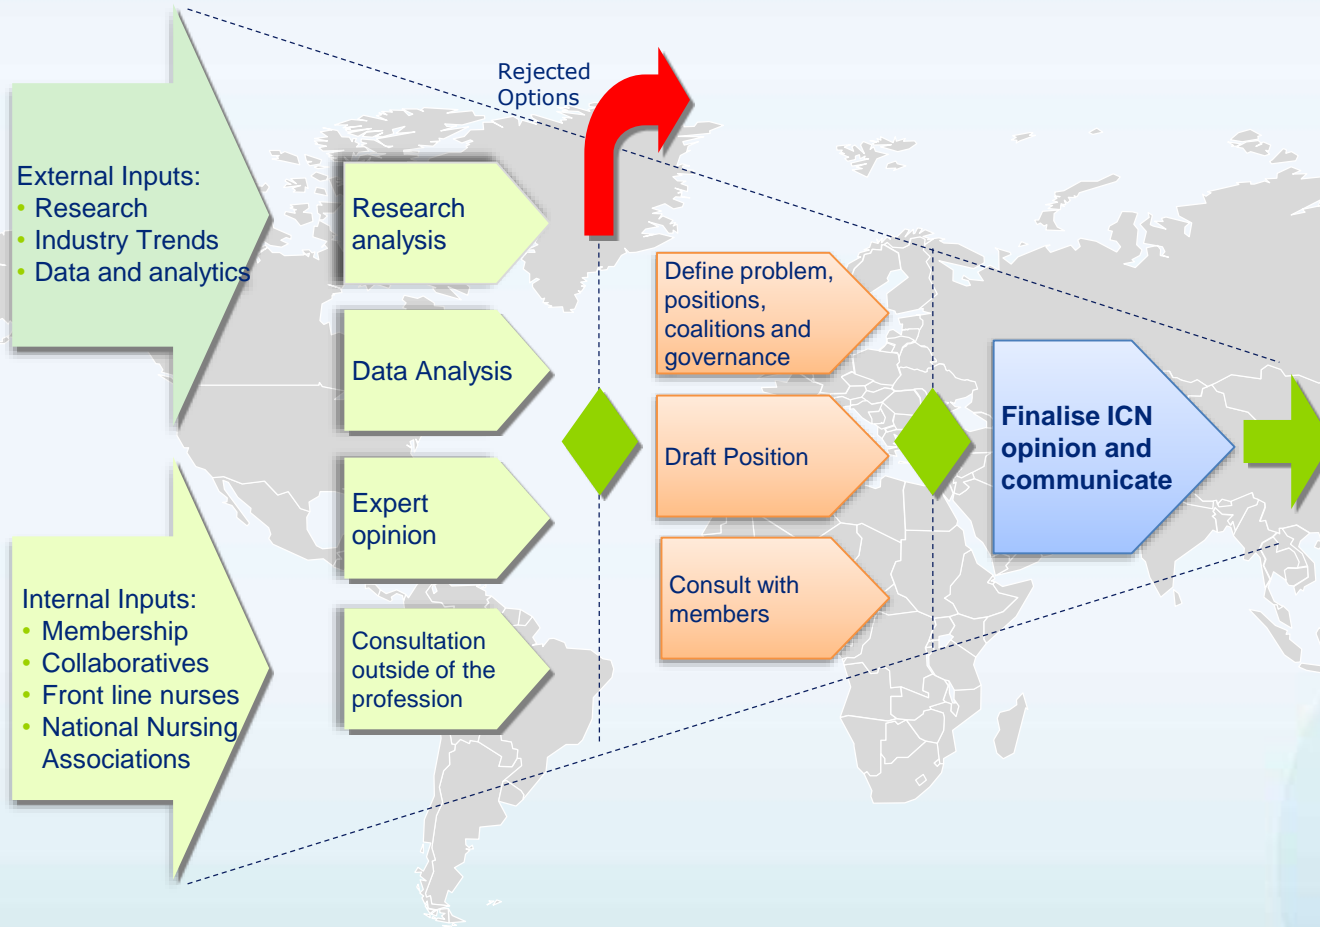 Rejected
Options
External Inputs:
• Research
• Industry Trends
• Data and analytics
Internal Inputs:
• Membership
• Collaboratives
• Front line nurses
• National Nursing
Associations
Research
analysis
Data Analysis
Expert
opinion
Consultation
outside of the
profession
Define problem,
positions,
coalitions and
governance
Draft Position
Consult with
members
Finalise ICN
opinion and
communicate